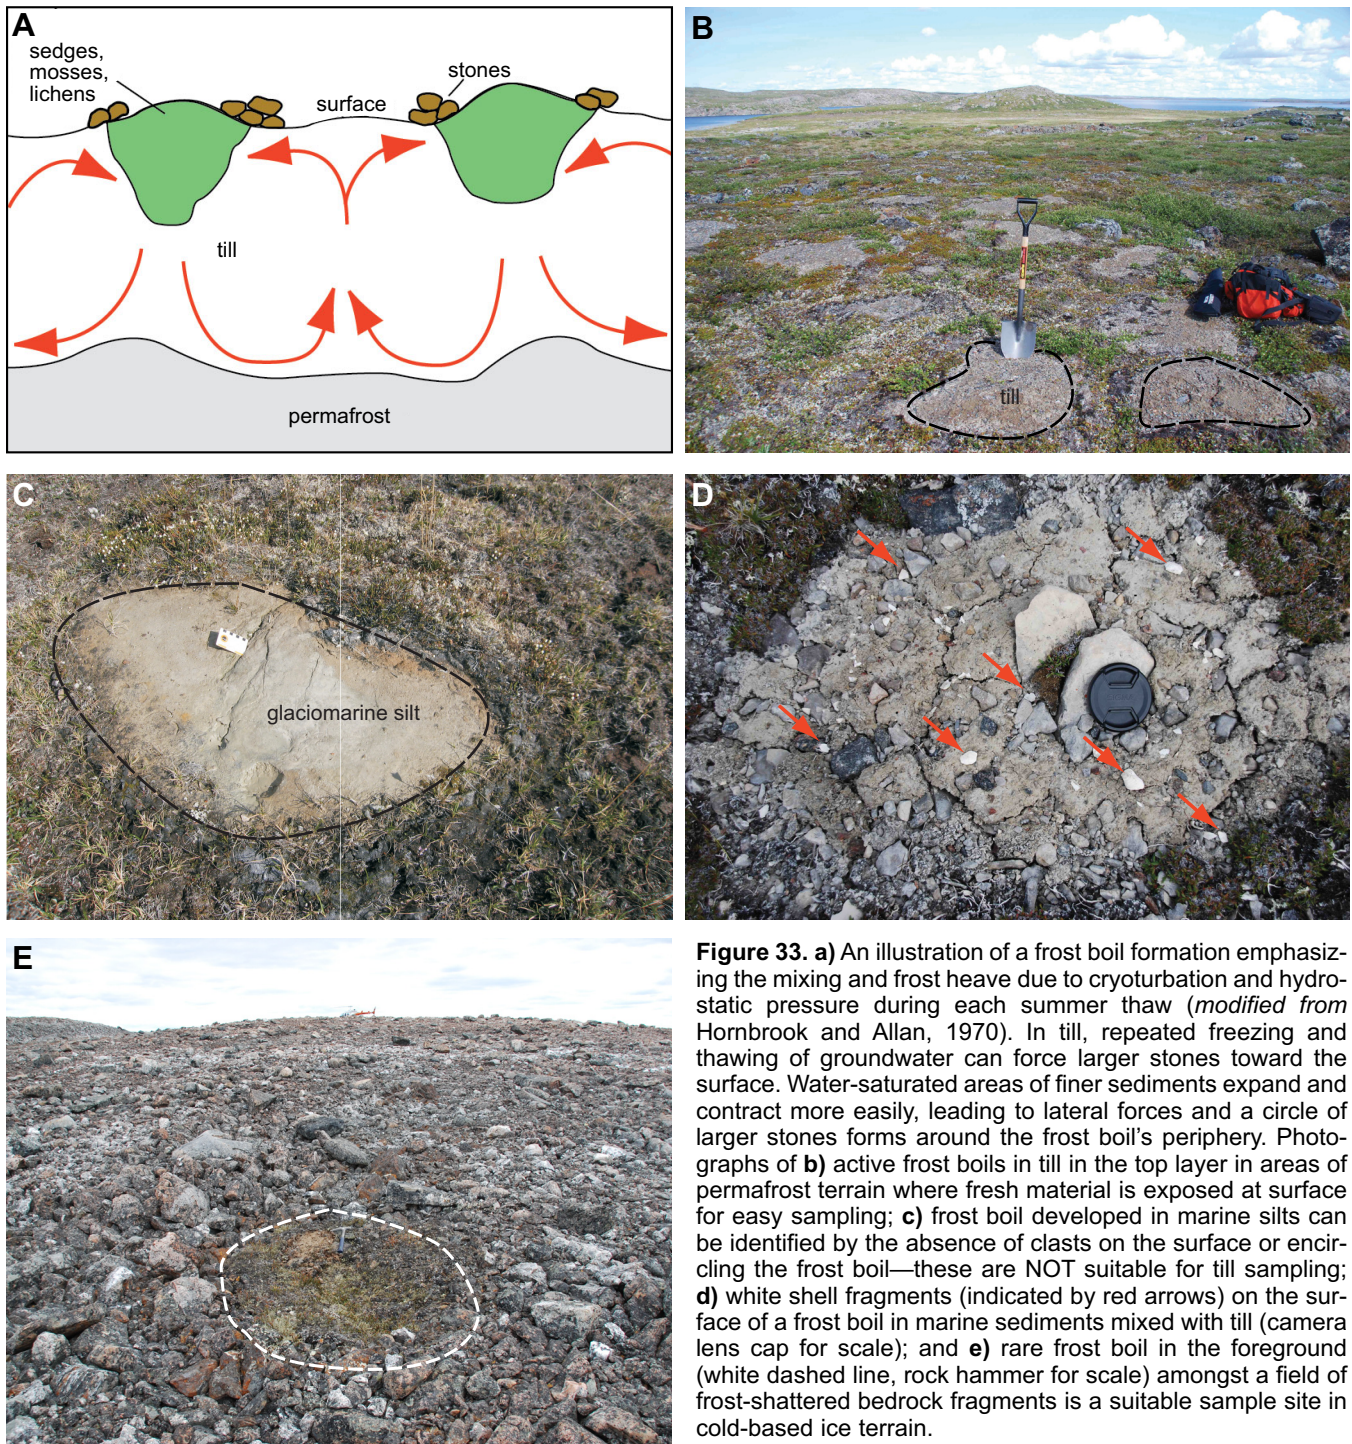 A
sedges,
mosses,
lichens
stones
surface
till
permafrost
B
till
C
glaciomarine silt
D
E
Figure 33. a) An illustration of a frost boil formation emphasiz-
ing the mixing and frost heave due to cryoturbation and hydro-
static pressure during each summer thaw (modified from
Hornbrook and Allan, 1970). In till, repeated freezing and
thawing of groundwater can force larger stones toward the
surface. Water-saturated areas of finer sediments expand and
contract more easily, leading to lateral forces and a circle of
larger stones forms around the frost boil's periphery. Photo-
graphs of b) active frost boils in till in the top layer in areas of
permafrost terrain where fresh material is exposed at surface
for easy sampling; c) frost boil developed in marine silts can
be identified by the absence of clasts on the surface or encir-
cling the frost boil—these are NOT suitable for till sampling;
d) white shell fragments (indicated by red arrows) on the sur-
face of a frost boil in marine sediments mixed with till (camera
lens cap for scale); and e) rare frost boil in the foreground
(white dashed line, rock hammer for scale) amongst a field of
frost-shattered bedrock fragments is a suitable sample site in
cold-based ice terrain.